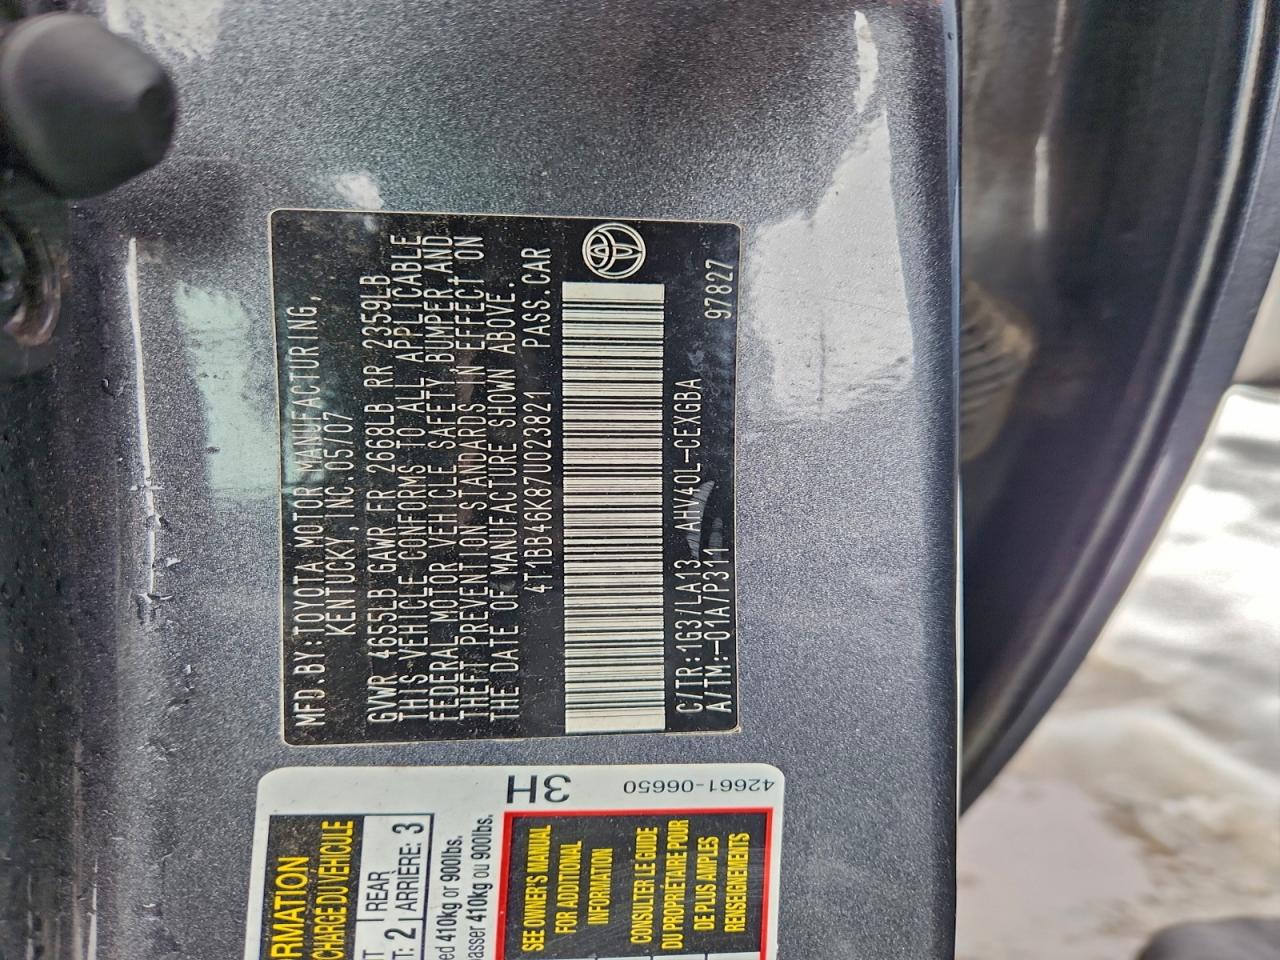 MFD.BY:TOYOTA MOTOR MANUFACTURING,
KENTUCKY, INC.05/07
GVWR 4655LB GAWR FR 2668LB RR 2359LB
THIS VEHICLE CONFORMS TO ALL APPLICABLE
FEDERAL MOTOR VEHICLE SAFETY,BUMPER,AND
THEFT PREVENTION STANDARDS IN EFFECT ON
THE DATE OF MANUFACTURE SHOWN ABOVE.
4T1BB46K87U023821 PASS.CAR
C/TR:1G3/LA13 AHV40L-CEXGBA
A/TM:-01A/P311 97827
3H
42661-06650
RMATION
CHARGE DU VÉHICULE
REAR
: 2 ARRIÈRE: 3
ed 410kg or 900lbs.
asser 410kg ou 900lbs.
SEE OWNER'S MANUAL
FOR ADDITIONAL
INFORMATION
CONSULTER LE GUIDE
DU PROPRIÉTAIRE POUR
DE PLUS AMPLES
RENSEIGNEMENTS